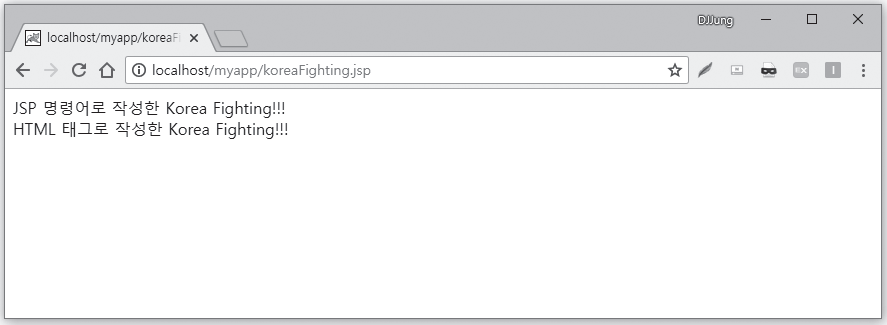 DJJung
localhost/myapp/koreaFi
localhost/myapp/koreaFighting.jsp
JSP 명령어로 작성한 Korea Fighting!!!
HTML 태그로 작성한 Korea Fighting!!!